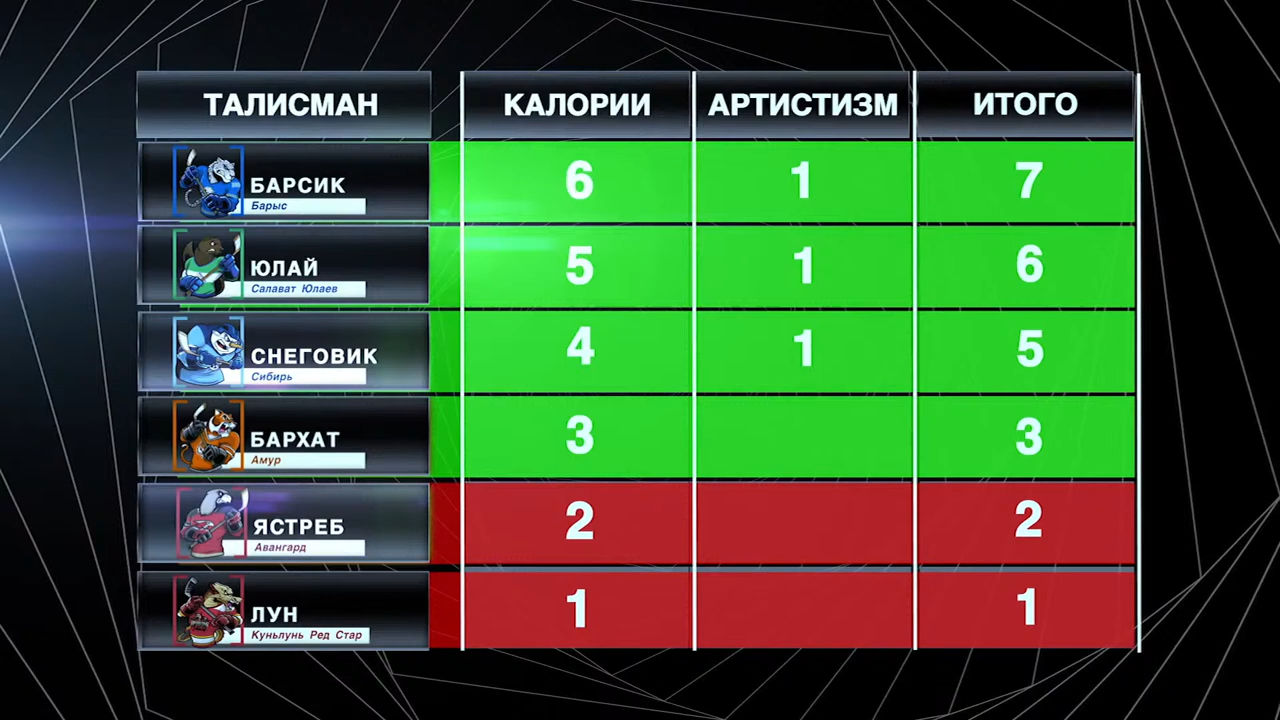 ТАЛИСМАН КАЛОРИИ АРТИСТИЗМ ИТОГО
БАРСИК 6 1 7
Барыс
ЮЛАЙ 5 1 6
Салават Юлаев
СНЕГОВИК 4 1 5
Сибирь
БАРХАТ 3 3
Амур
ЯСТРЕБ 2 2
Авангард
ЛУН 1 1
Куньлунь Ред Стар